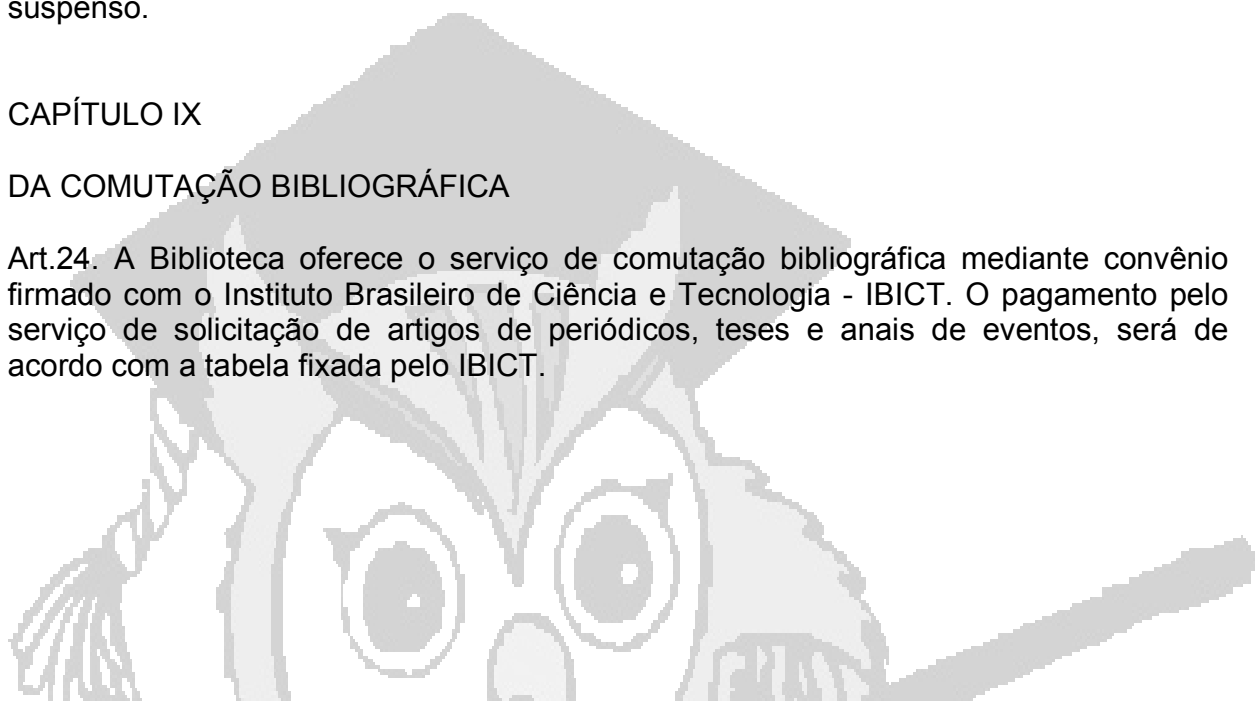 suspenso.
CAPÍTULO IX
DA COMUTAÇÃO BIBLIOGRÁFICA
Art.24. A Biblioteca oferece o serviço de comutação bibliográfica mediante convênio
firmado com o Instituto Brasileiro de Ciência e Tecnologia - IBICT. O pagamento pelo
serviço de solicitação de artigos de periódicos, teses e anais de eventos, será de
acordo com a tabela fixada pelo IBICT.